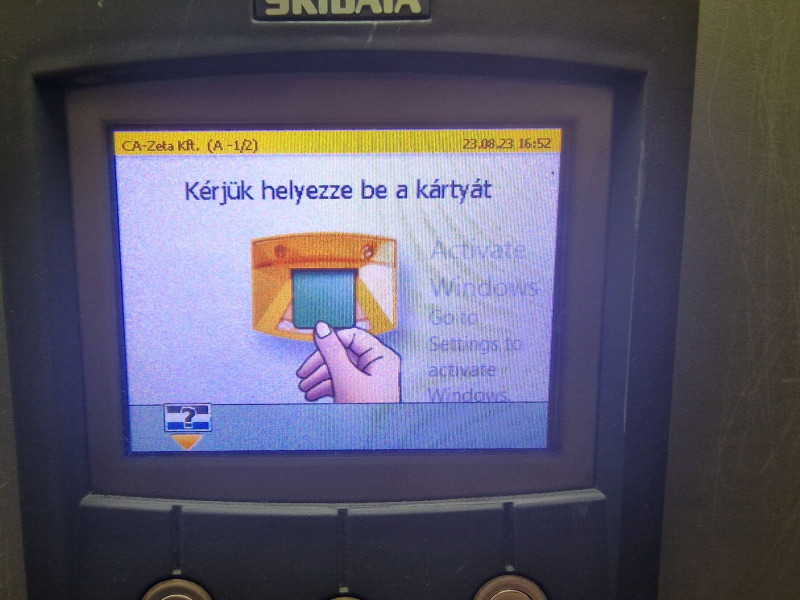 SKIDATA
CA-Zeta Kft. (A -1/2) 23.08.23 16:52
Kérjük helyezze be a kártyát
Activate
Windows
Go to
Settings to
activate
Windows.
?